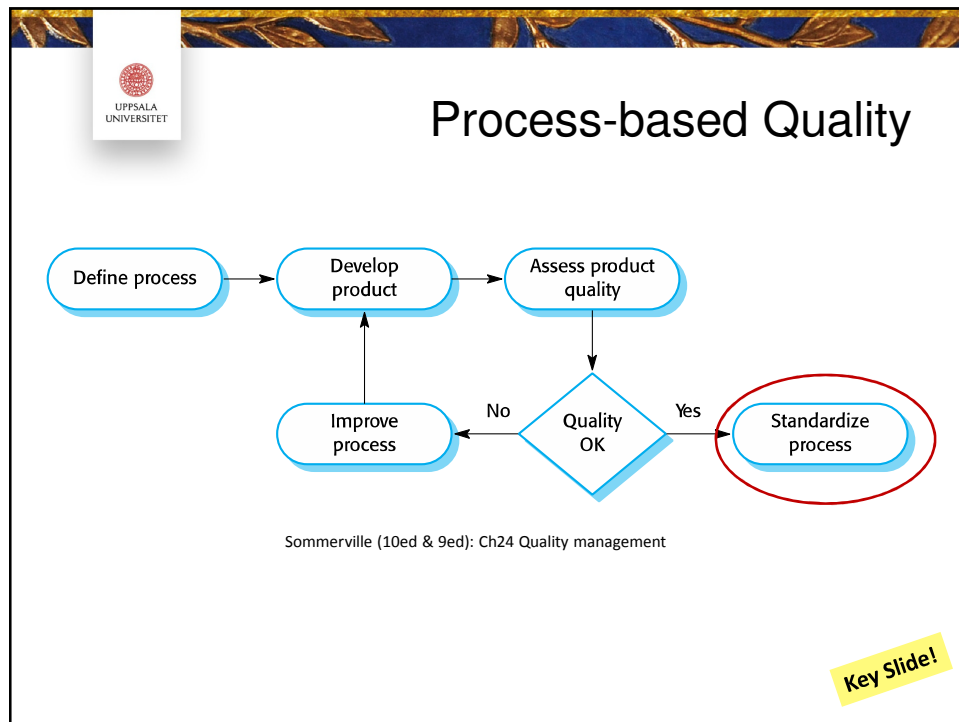 UPPSALA
UNIVERSITET
Process-based Quality
Define process
Develop
product
Assess product
quality
Improve
process
No
Quality
OK
Yes
Standardize
process
Sommerville (10ed & 9ed): Ch24 Quality management
Key Slide!